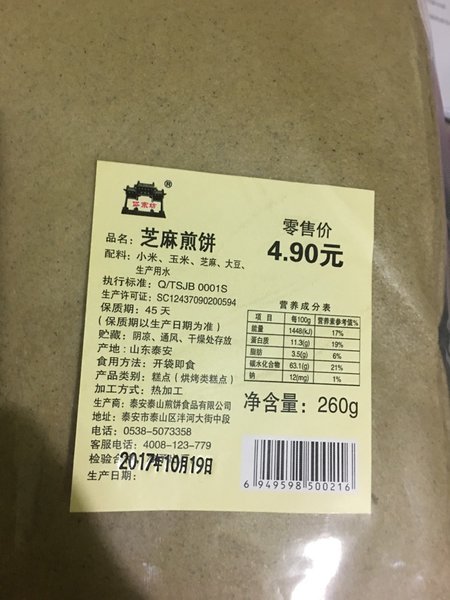 ®
岱宗坊
品名：芝麻煎饼
零售价
4.90元
配料：小米、玉米、芝麻、大豆、
生产用水
执行标准：Q/TSJB 0001S
生产许可证：SC12437090200594
保质期：45 天
(保质期以生产日期为准)
贮藏：阴凉、通风、干燥处存放
产地：山东泰安
食用方法：开袋即食
产品类别：糕点（烘烤类糕点）
加工方式：热加工
生产商：泰安泰山煎饼食品有限公司
地址：泰安市泰山区泮河大街中段
电话：0538-5073358
客服电话：4008-123-779
检验合
2017年10月19日
生产日期：
营养成分表
项 目 每100g 营养素参考值%
能量 1448(kJ) 17%
蛋白质 11.3(g) 19%
脂肪 3.5(g) 6%
碳水化合物 63.1(g) 21%
钠 12(mg) 1%
净含量：260g
6 949598 500216